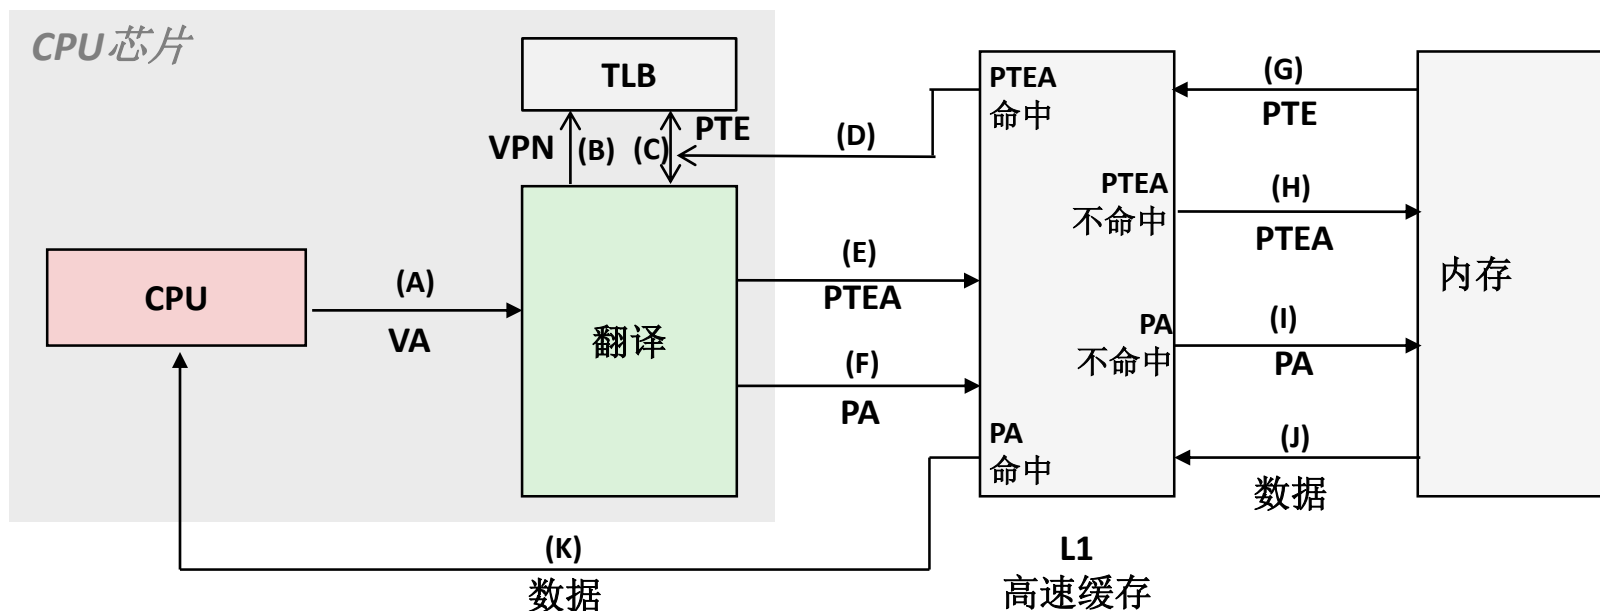 CPU芯片
TLB
VPN
(B)
(C)
PTE
(D)
PTEA
命中
(G)
PTE
PTEA
不命中
(H)
PTEA
CPU
(A)
VA
翻译
(E)
PTEA
(F)
PA
PA
不命中
(I)
PA
内存
PA
命中
(J)
数据
(K)
数据
L1
高速缓存